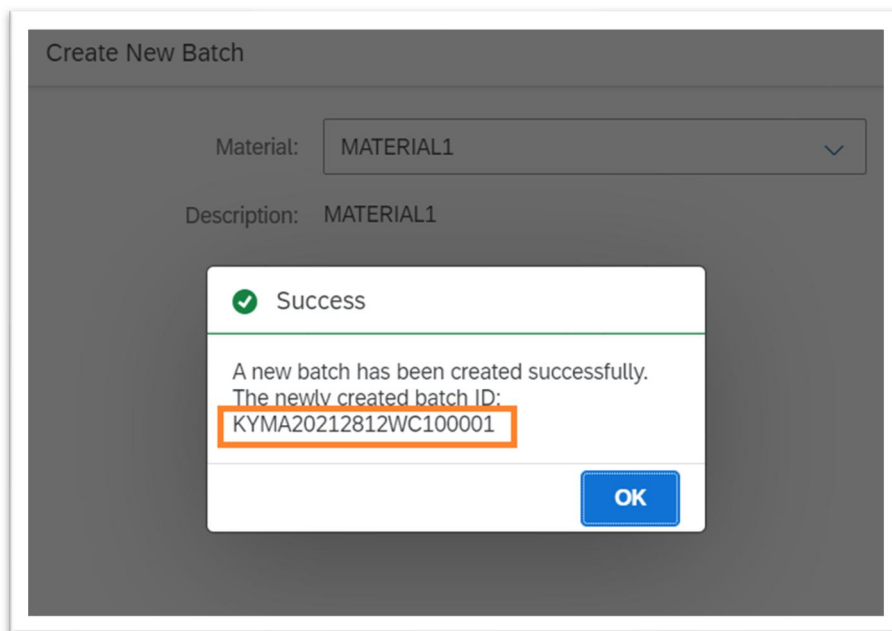 Create New Batch
Material: MATERIAL1
Description: MATERIAL1
Success
A new batch has been created successfully.
The newly created batch ID:
KYMA20212812WC100001
OK